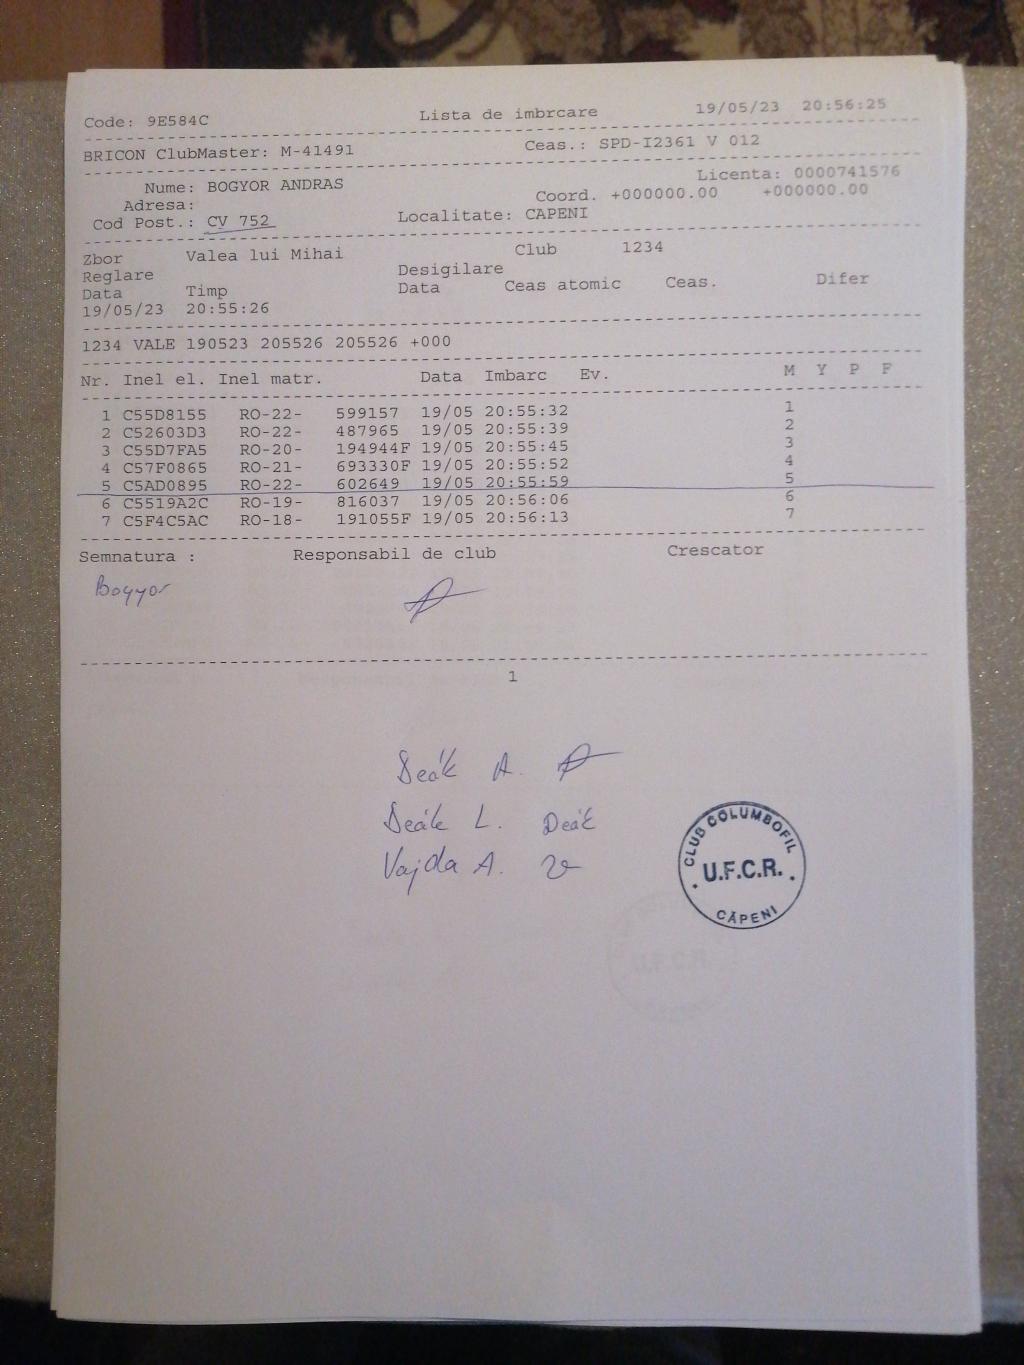 Code: 9E584C Lista de imbrcare 19/05/23 20:56:25
BRICON ClubMaster: M-41491 Ceas.: SPD-I2361 V 012
Licenta: 0000741576
Nume: BOGYOR ANDRAS
Adresa: Coord. +000000.00 +000000.00
Cod Post.: CV 752 Localitate: CAPENI
Zbor Valea lui Mihai Club 1234
Reglare Desigilare
Data Timp Data Ceas atomic Ceas. Difer
19/05/23 20:55:26
1234 VALE 190523 205526 205526 +000
Nr. Inel el. Inel matr. Data Imbarc Ev. M Y P F
1 C55D8155 RO-22- 599157 19/05 20:55:32 1
2 C52603D3 RO-22- 487965 19/05 20:55:39 2
3 C55D7FA5 RO-20- 194944F 19/05 20:55:45 3
4 C57F0865 RO-21- 693330F 19/05 20:55:52 4
5 C5AD0895 RO-22- 602649 19/05 20:55:59 5
6 C5519A2C RO-19- 816037 19/05 20:56:06 6
7 C5F4C5AC RO-18- 191055F 19/05 20:56:13 7
Semnatura : Responsabil de club Crescator
Bogyor
1
Deák A.
Deák L. Deák
Vajda A.
CLUB COLUMBOFIL
U.F.C.R.
CĂPENI